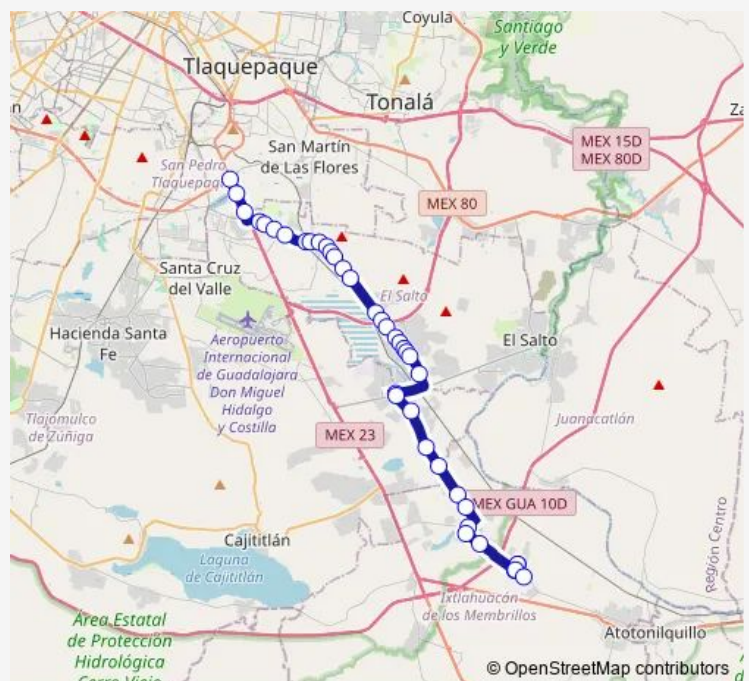 Coyula
Santiago
y Verde
Tlaquepaque
Tonalá
MEX 15D
MEX 80D
San Martín
de Las Flores
San Pedro
MEX 80
Santa Cruz
del Valle
El Salto
Hacienda Santa
Fe
Aeropuerto
Internacional
de Guadalajara
Don Miguel
Hidalgo
y Costilla
El Salto
Tlajomulco
de Zúñiga
MEX 23
Juanacatlán
MEX GUA 10D
Región Centro
Cajititlán
Laguna
de Cajititlán
Ixtlahuacán
de los Membrillos
Área Estatal
de Protección
Hidrológica
Cerro Viejo
Atotonilquillo
© OpenStreetMap contributors